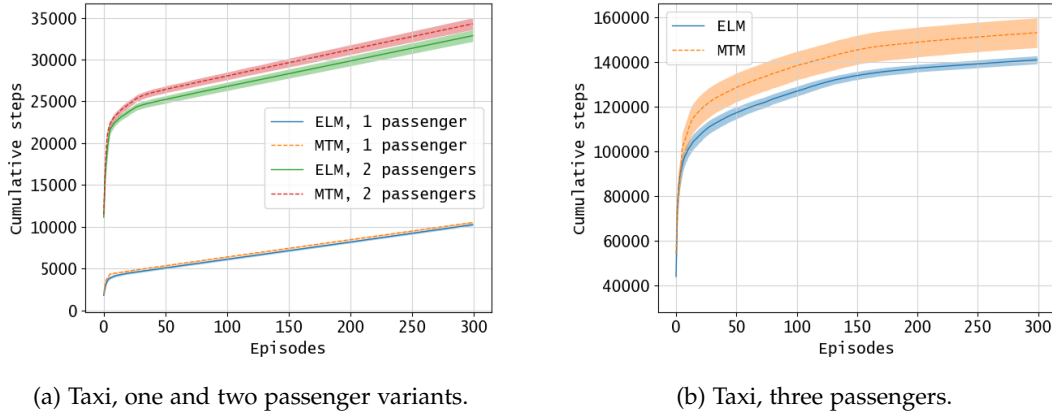 35000
30000
25000
20000
15000
10000
5000
0
Cumulative steps
ELM, 1 passenger
MTM, 1 passenger
ELM, 2 passengers
MTM, 2 passengers
0 50 100 150 200 250 300
Episodes
(a) Taxi, one and two passenger variants.
160000
140000
120000
100000
80000
60000
40000
Cumulative steps
ELM
MTM
0 50 100 150 200 250 300
Episodes
(b) Taxi, three passengers.